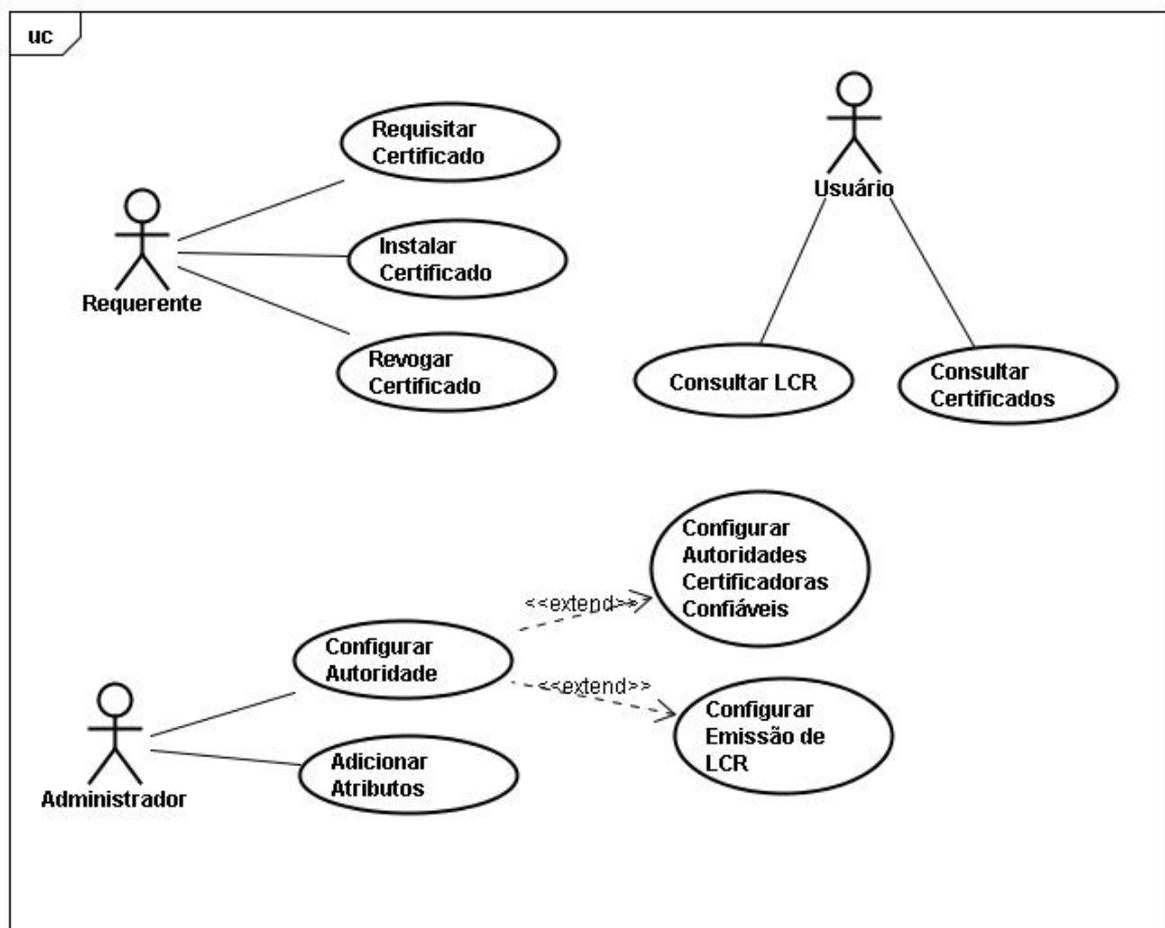 uc
Requisitar
Certificado
Usuário
Instalar
Certificado
Requerente
Revogar
Certificado
Consultar LCR
Consultar
Certificados
Configurar
Autoridades
Certificadoras
Confiáveis
<<extend>>
Configurar
Autoridade
<<extend>>
Configurar
Emissão de
LCR
Adicionar
Atributos
Administrador